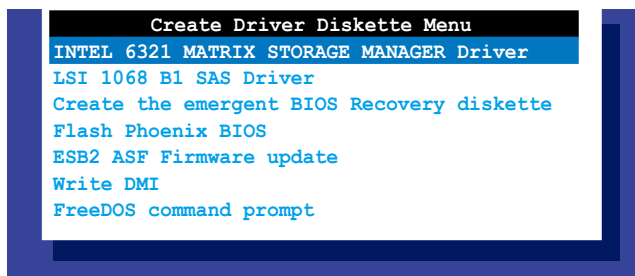 Create Driver Diskette Menu
INTEL 6321 MATRIX STORAGE MANAGER Driver
LSI 1068 B1 SAS Driver
Create the emergent BIOS Recovery diskette
Flash Phoenix BIOS
ESB2 ASF Firmware update
Write DMI
FreeDOS command prompt